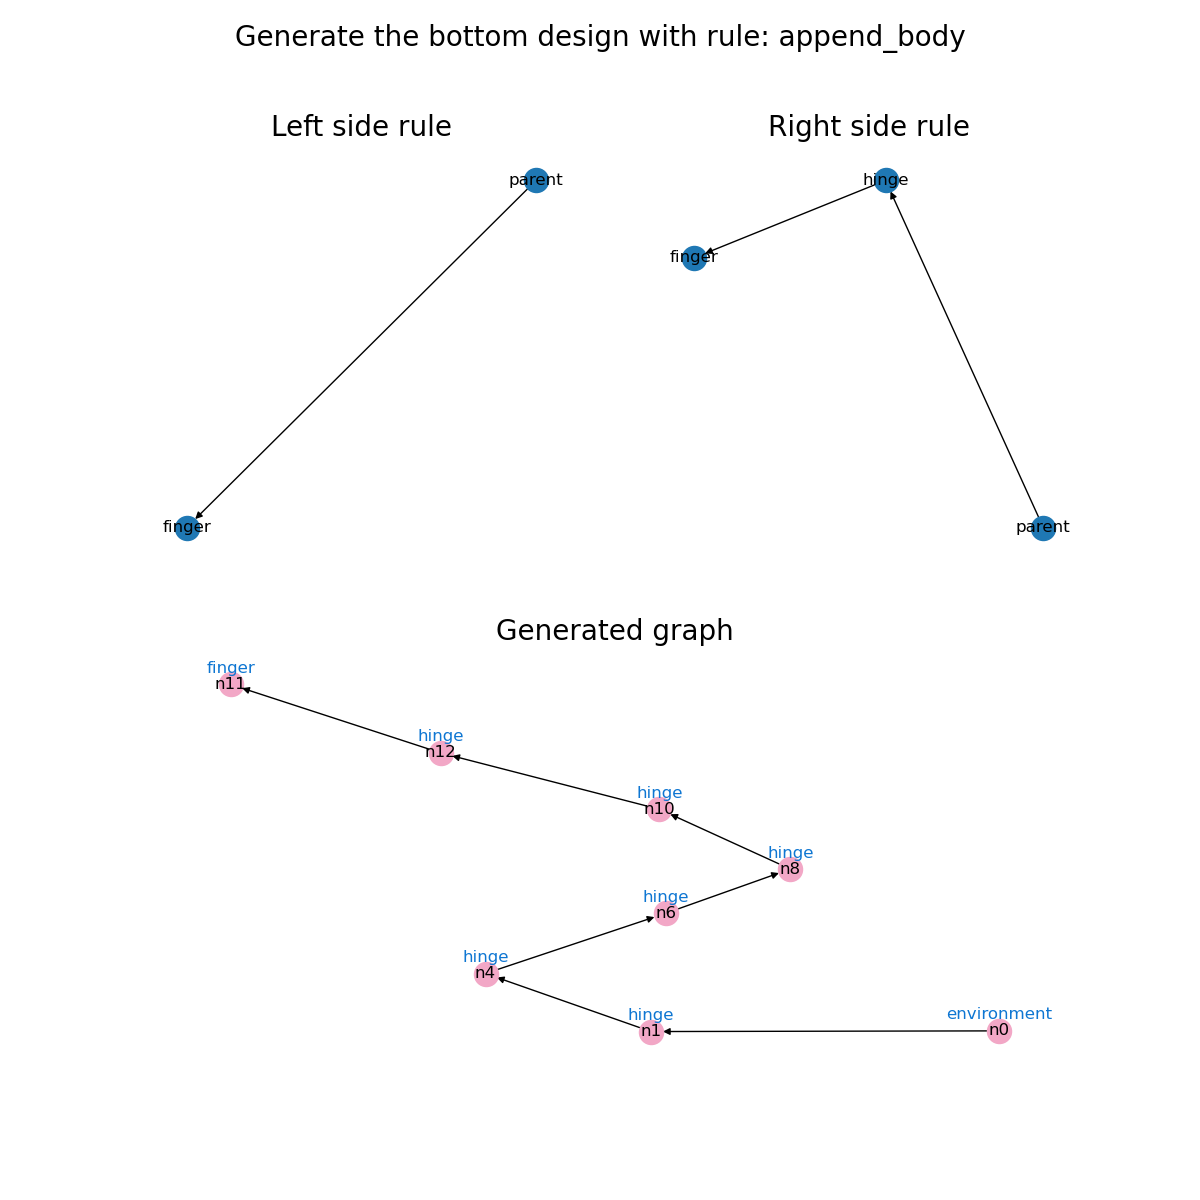 Generate the bottom design with rule: append_body
Left side rule
Right side rule
parent
hinge
finger
finger
parent
Generated graph
finger
n11
hinge
n12
hinge
n10
hinge
n8
hinge
n6
hinge
n4
hinge
n1
environment
n0